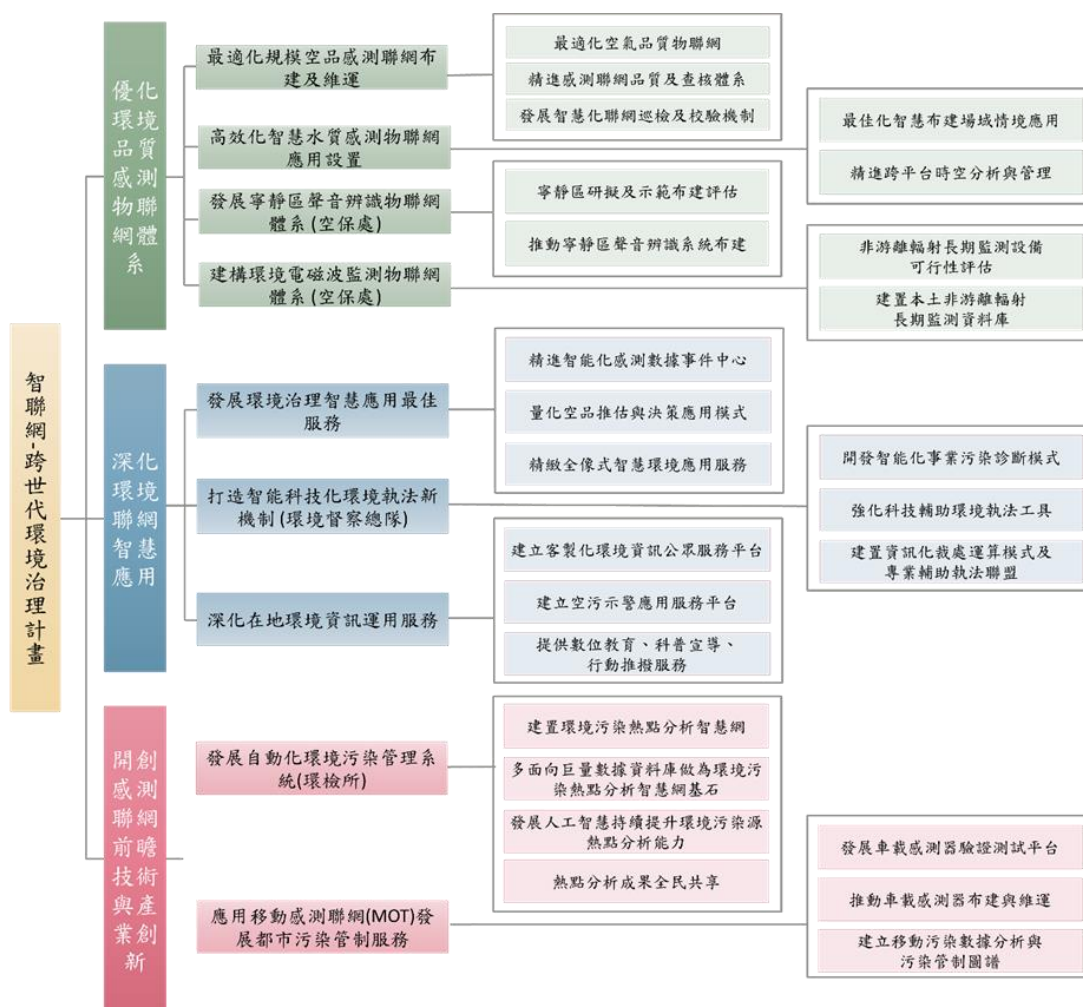 智聯網-跨世代環境治理計畫
優化
環境
品質
感測
物聯
網體
系
最適化規模空品感測聯網布
建及維運
最適化空氣品質物聯網
精進感測聯網品質及查核體系
發展智慧化聯網巡檢及校驗機制
高效化智慧水質感測物聯網
應用設置
最佳化智慧布建場域情境應用
精進跨平台時空分析與管理
發展寧靜區聲音辨識物聯網
體系(空保處)
寧靜區研擬及示範布建評估
推動寧靜區聲音辨識系統布建
建構環境電磁波監測物聯網
體系(空保處)
非游離輻射長期監測設備
可行性評估
建置本土非游離輻射
長期監測資料庫
深化
環境
聯網
智慧
應用
發展環境治理智慧應用最佳
服務
精進智能化感測數據事件中心
量化空品推估與決策應用模式
精緻全像式智慧環境應用服務
打造智能科技化環境執法新
機制(環境督察總隊)
開發智能化事業污染診斷模式
強化科技輔助環境執法工具
建置資訊化裁處運算模式及
專業輔助執法聯盟
深化在地環境資訊運用服務
建立客製化環境資訊公眾服務平台
建立空污示警應用服務平台
提供數位教育、科普宣導、
行動推撥服務
開創
感測
聯網
前瞻
技術
與產
業創
新
發展自動化環境污染管理系
統(環檢所)
建置環境污染熱點分析智慧網
多面向巨量數據資料庫做為環境污
染熱點分析智慧網基石
發展人工智慧持續提升環境污染源
熱點分析能力
熱點分析成果全民共享
應用移動感測聯網(MOT)發
展都市污染管制服務
發展車載感測器驗證測試平台
推動車載感測器布建與維運
建立移動污染數據分析與
污染管制圖譜